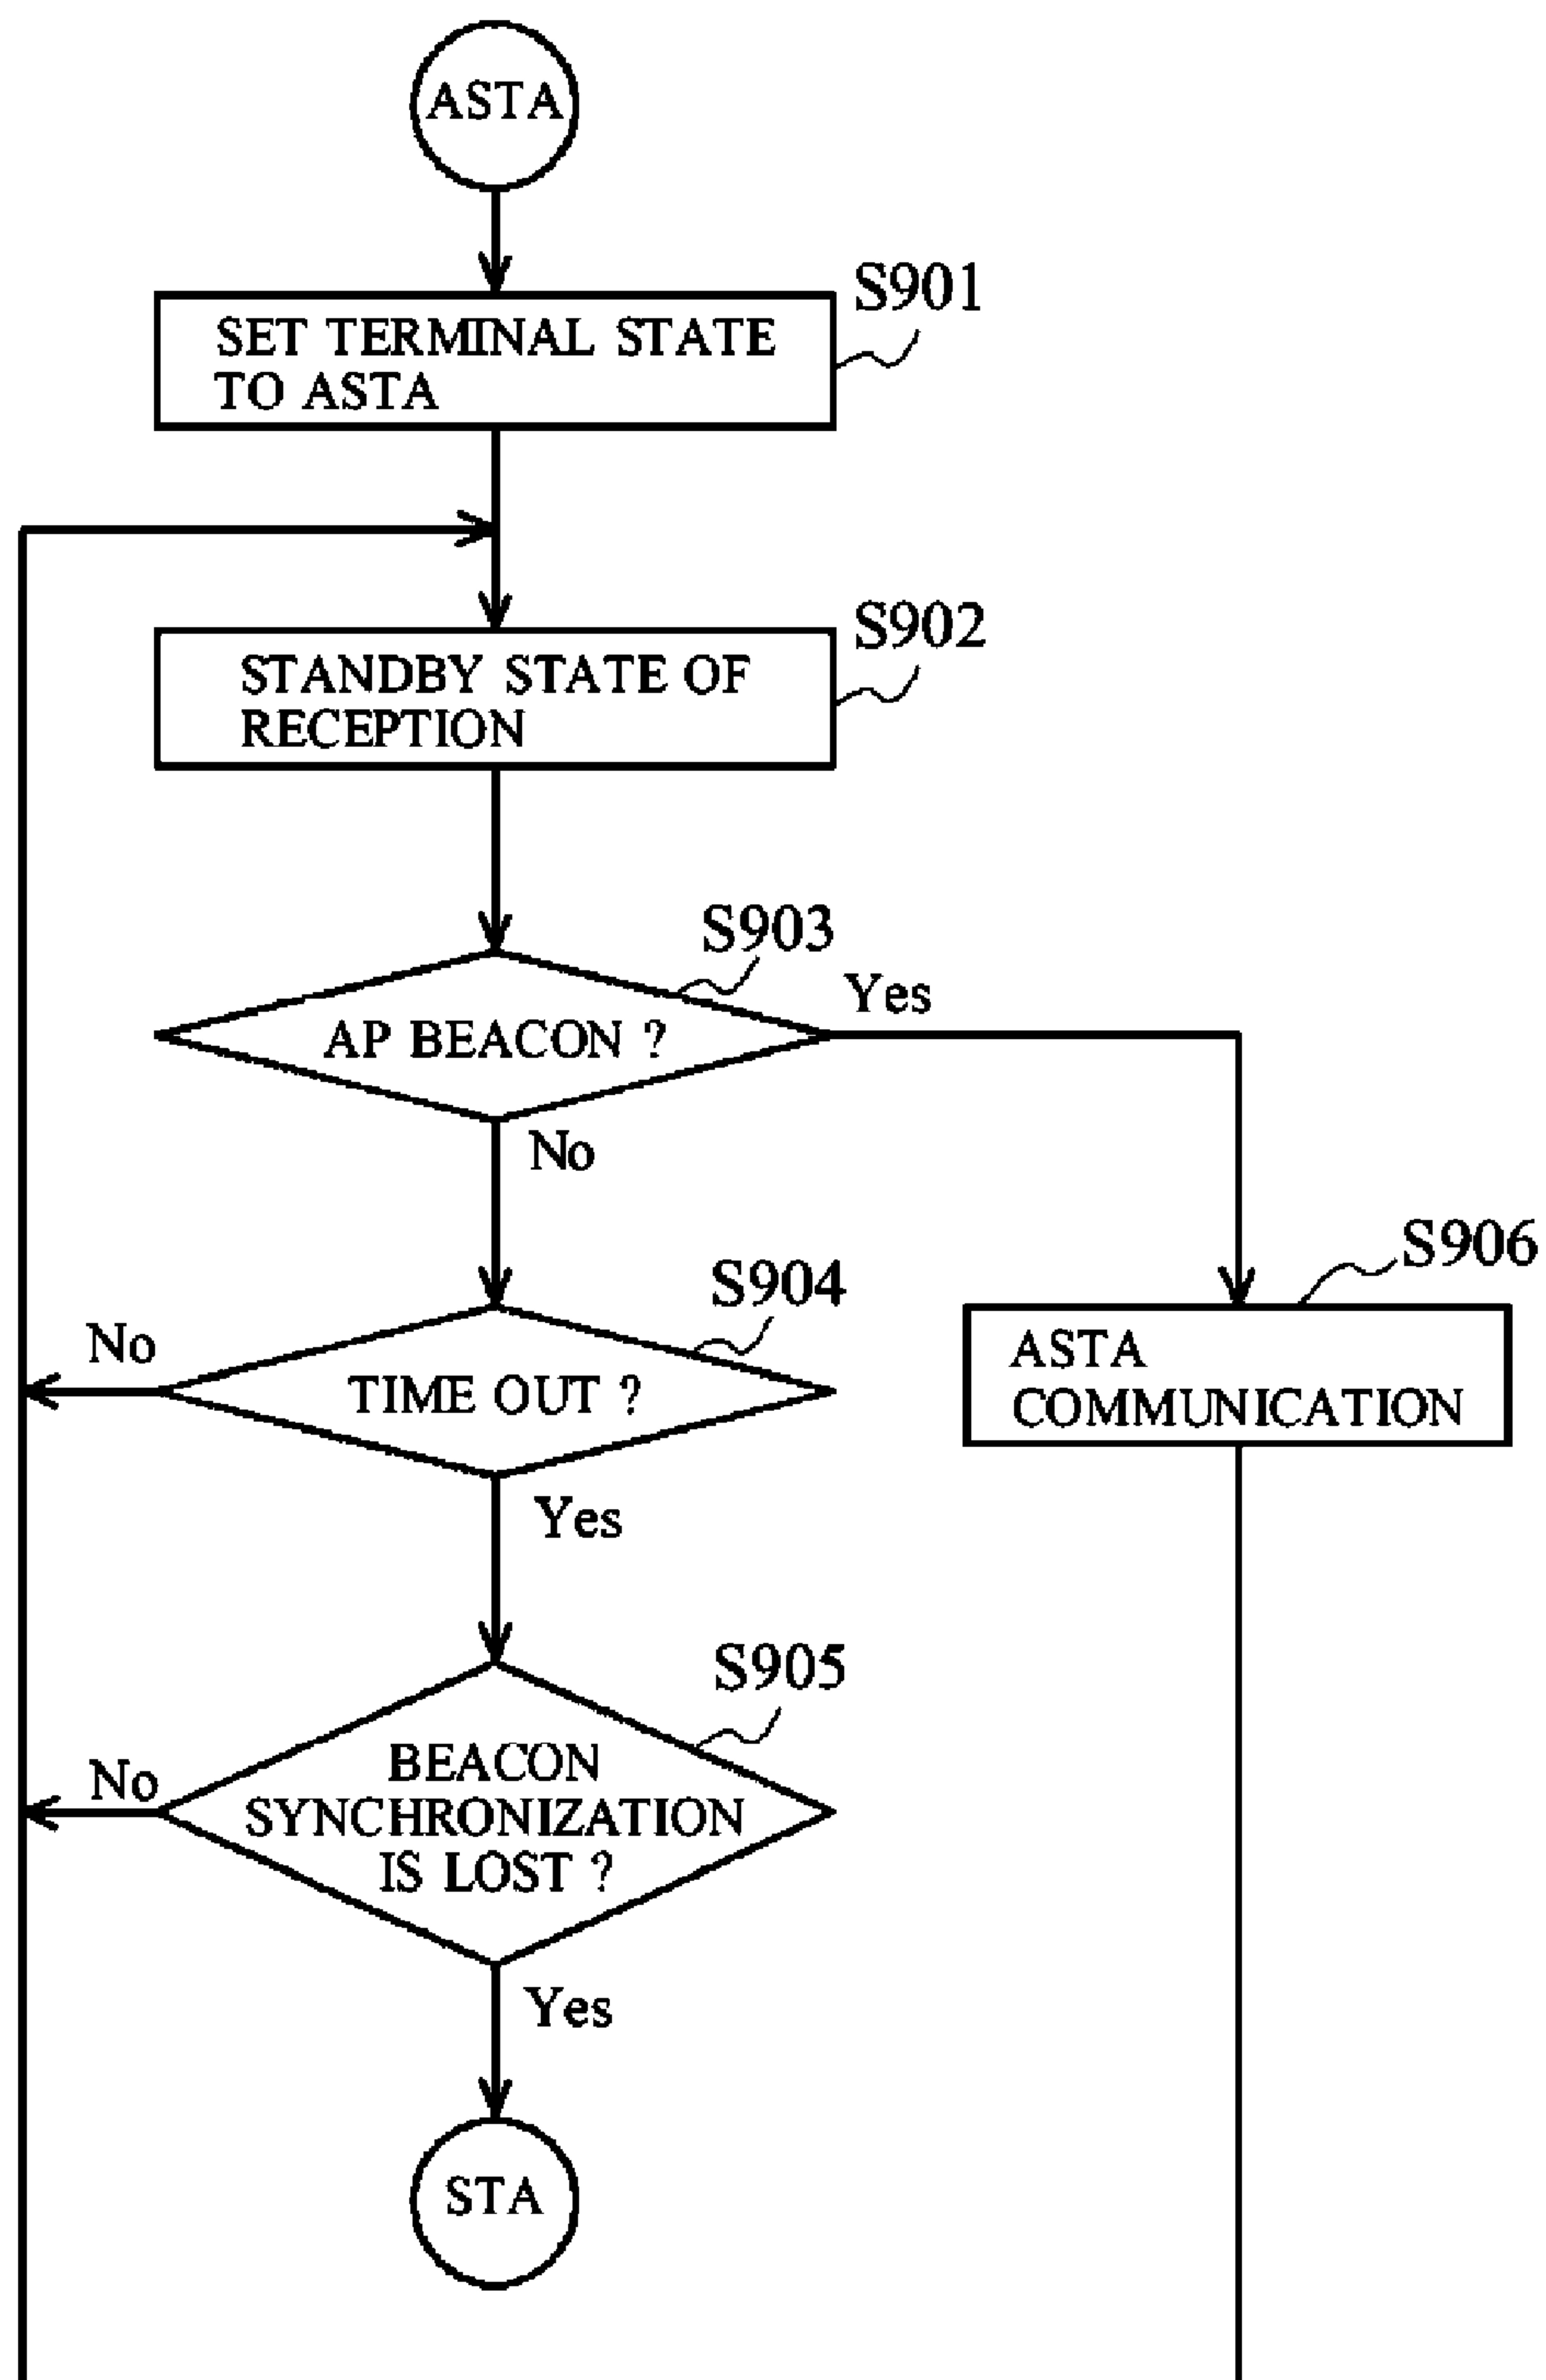 ASTA
S901
SET TERMINAL STATE
TO ASTA
S902
STANDBY STATE OF
RECEPTION
S903
AP BEACON ?
Yes
No
S904
TIME OUT ?
No
Yes
S906
ASTA
COMMUNICATION
S905
BEACON
SYNCHRONIZATION
IS LOST ?
No
Yes
STA